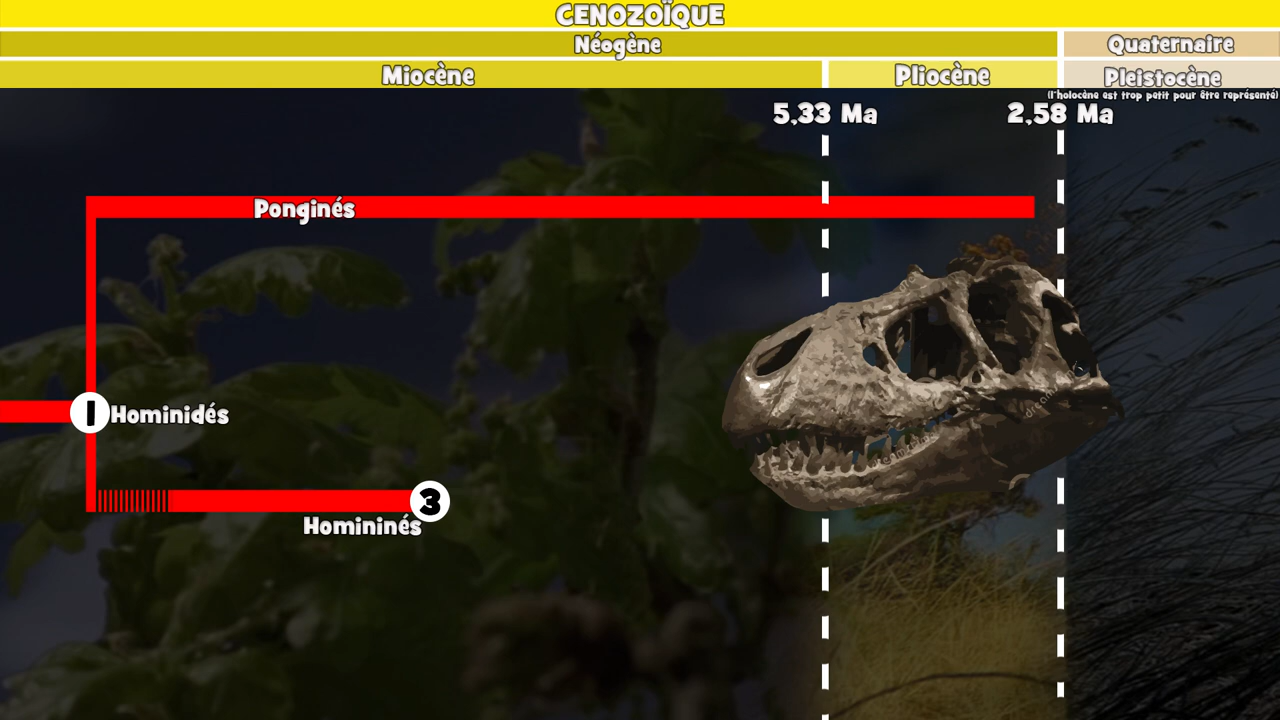 CENOZOÏQUE
Néogène
Quaternaire
Miocène
Pliocène
Pleistocène
(l'holocène est trop petit pour être représenté)
5,33 Ma
2,58 Ma
Ponginés
1 Hominidés
3
Homininés